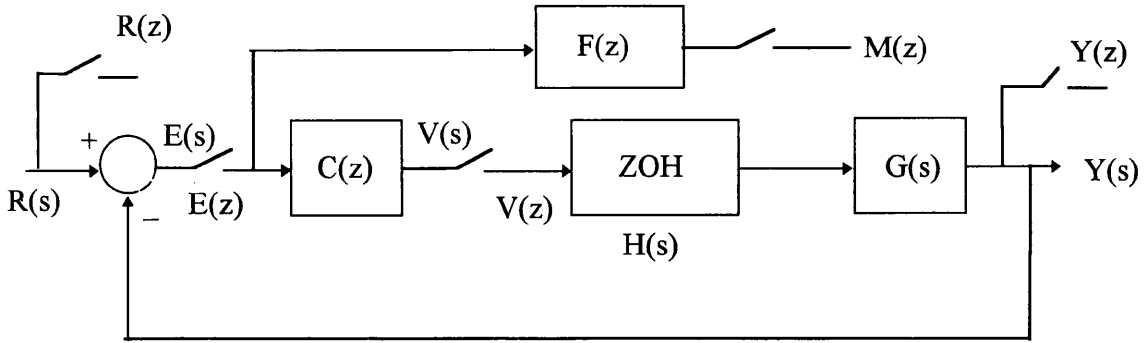 R(z)
F(z)
M(z)
Y(z)
+
E(s)
V(s)
C(z)
ZOH
G(s)
Y(s)
R(s)
−
E(z)
V(z)
H(s)